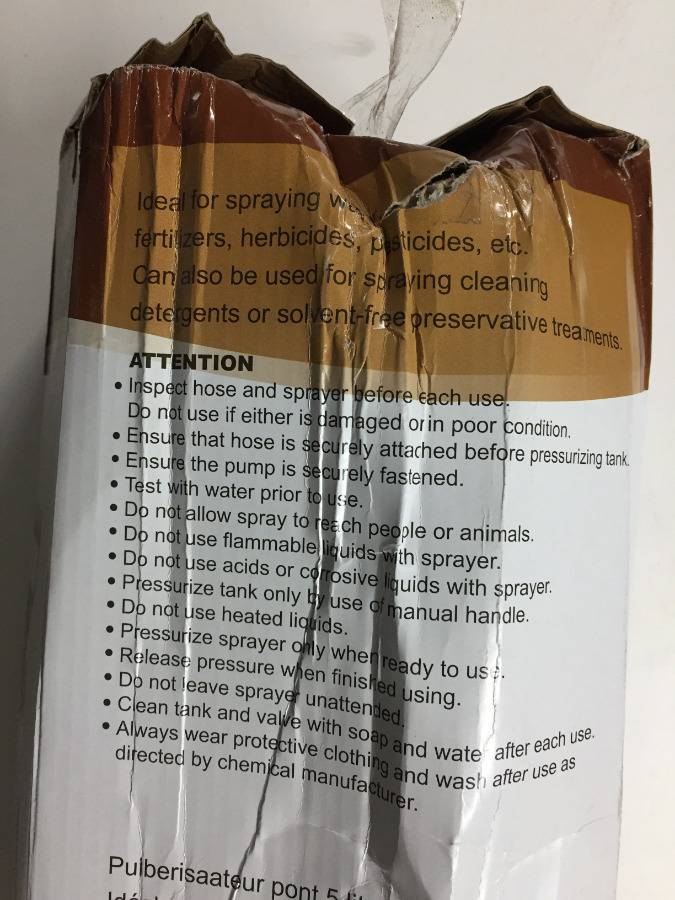 Ideal for spraying
fertilizers, herbicides, pesticides, etc.
Can also be used for spraying cleaning
detergents or solvent-free preservative treatments.
ATTENTION
• Inspect hose and sprayer before each use.
Do not use if either is damaged or in poor condition.
• Ensure that hose is securely attached before pressurizing tank.
• Ensure the pump is securely fastened.
• Test with water prior to use.
• Do not allow spray to reach people or animals.
• Do not use flammable liquids with sprayer.
• Do not use acids or corrosive liquids with sprayer.
• Pressurize tank only by use of manual handle.
• Do not use heated liquids.
• Pressurize sprayer only when ready to use.
• Release pressure when finished using.
• Do not leave sprayer unattended.
• Clean tank and valve with soap and water after each use.
• Always wear protective clothing and wash after use as
directed by chemical manufacturer.
Pulberisaateur pont 5